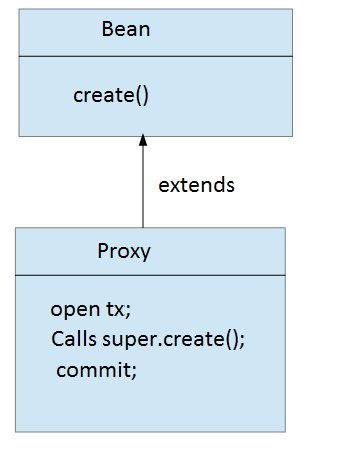 Bean
create()
extends
Proxy
open tx;
Calls super.create();
commit;